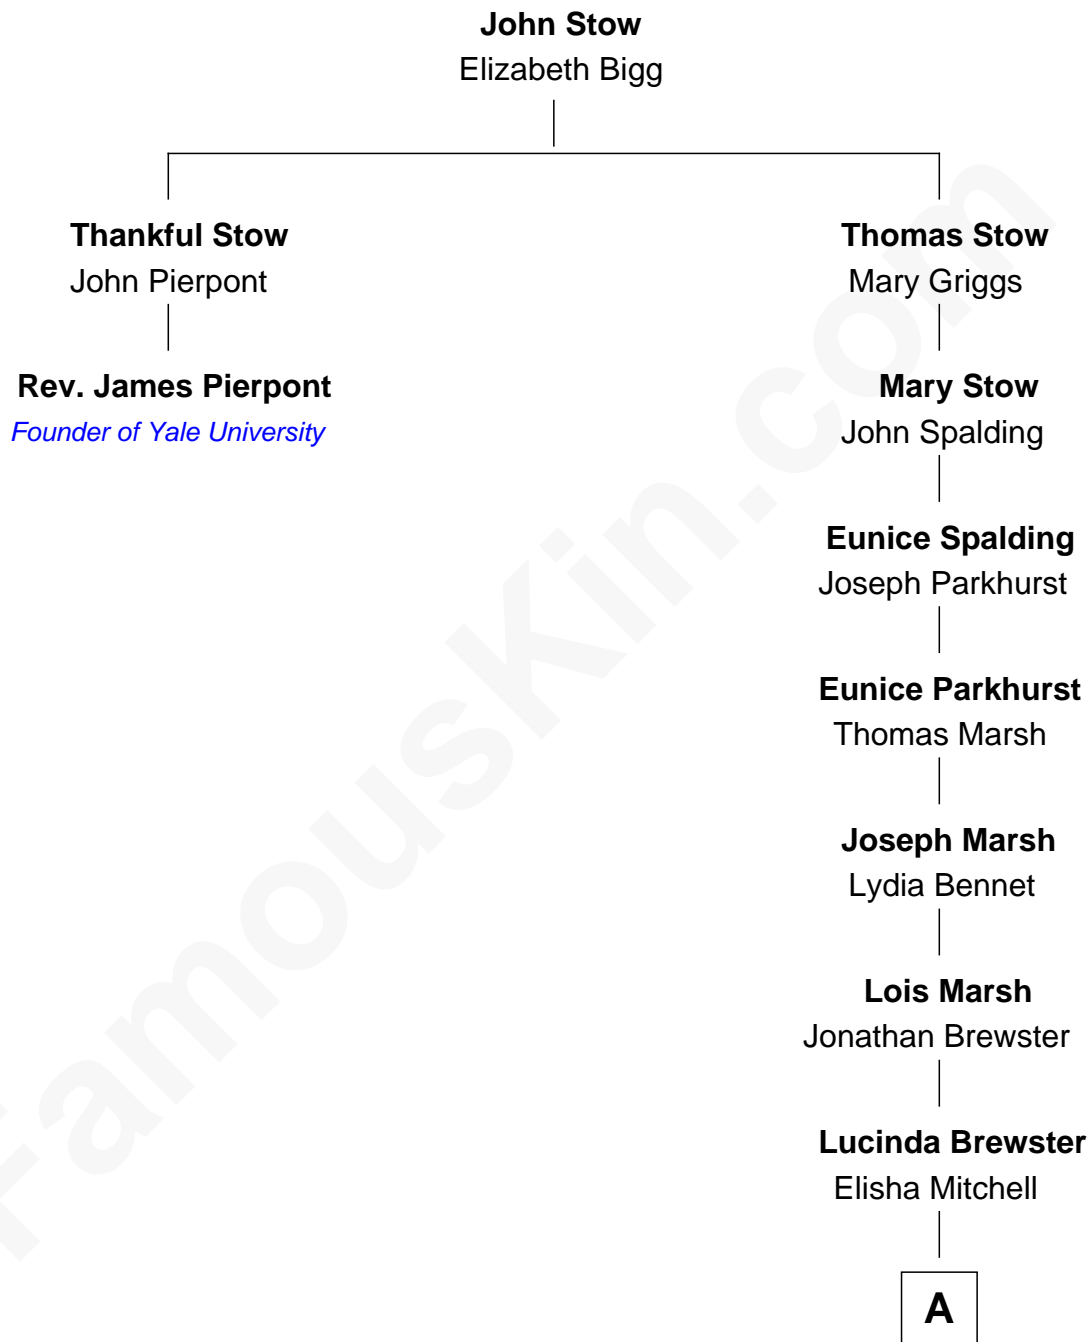 John Stow
Elizabeth Bigg
Thankful Stow
John Pierpont
Thomas Stow
Mary Griggs
Rev. James Pierpont
Founder of Yale University
Mary Stow
John Spalding
Eunice Spalding
Joseph Parkhurst
Eunice Parkhurst
Thomas Marsh
Joseph Marsh
Lydia Bennet
Lois Marsh
Jonathan Brewster
Lucinda Brewster
Elisha Mitchell
A
FamousKin.com